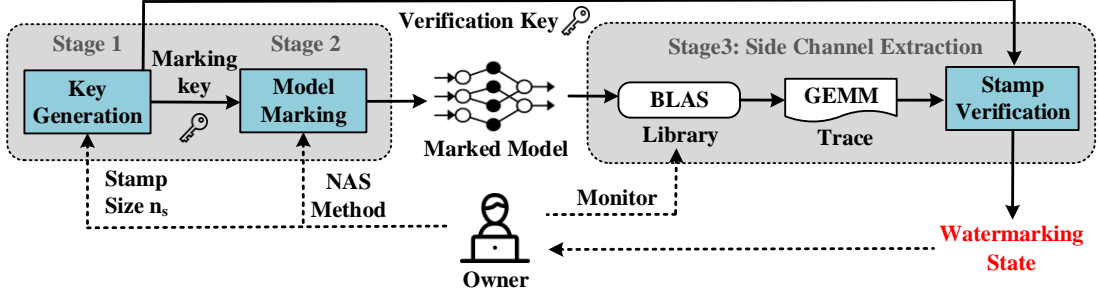 Verification Key
Stage 1
Stage 2
Stage3: Side Channel Extraction
Marking
key
Key
Generation
Model
Marking
BLAS
Library
GEMM
Trace
Stamp
Verification
Marked Model
Stamp
Size nₛ
NAS
Method
Monitor
Owner
Watermarking
State